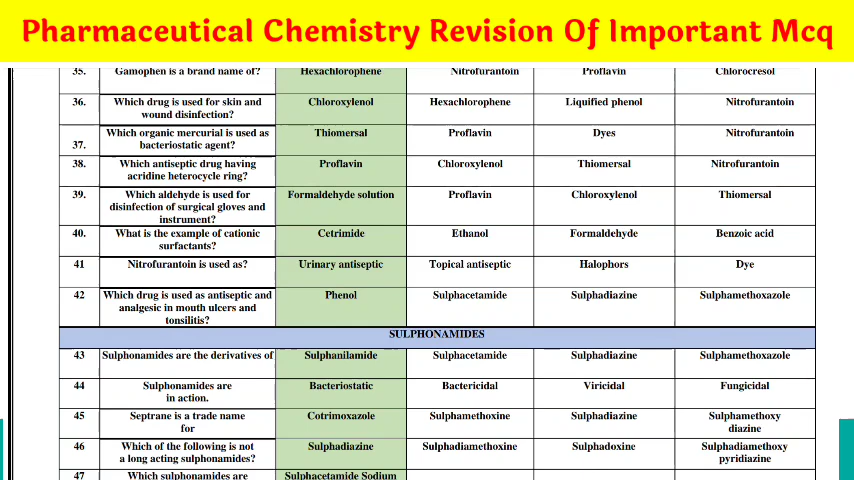 Pharmaceutical Chemistry Revision Of Important Mcq
35. Gamophen is a brand name of? Hexachlorophene Nitrofurantoin Proflavin Chlorocresol
36. Which drug is used for skin and Chloroxylenol Hexachlorophene Liquified phenol Nitrofurantoin
wound disinfection?
Which organic mercurial is used as Thiomersal Proflavin Dyes Nitrofurantoin
37. bacteriostatic agent?
38. Which antiseptic drug having Proflavin Chloroxylenol Thiomersal Nitrofurantoin
acridine heterocycle ring?
39. Which aldehyde is used for Formaldehyde solution Proflavin Chloroxylenol Thiomersal
disinfection of surgical gloves and
instrument?
40. What is the example of cationic Cetrimide Ethanol Formaldehyde Benzoic acid
surfactants?
41 Nitrofurantoin is used as? Urinary antiseptic Topical antiseptic Halophors Dye
42 Which drug is used as antiseptic and Phenol Sulphacetamide Sulphadiazine Sulphamethoxazole
analgesic in mouth ulcers and
tonsilitis?
SULPHONAMIDES
43 Sulphonamides are the derivatives of Sulphanilamide Sulphacetamide Sulphadiazine Sulphamethoxazole
44 Sulphonamides are Bacteriostatic Bactericidal Viricidal Fungicidal
in action.
45 Septrane is a trade name Cotrimoxazole Sulphamethoxine Sulphadiazine Sulphamethoxy
for diazine
46 Which of the following is not Sulphadiazine Sulphadiamethoxine Sulphadoxine Sulphadiamethoxy
a long acting sulphonamides? pyridiazine
47 Which sulphonamides are Sulphacetamide Sodium